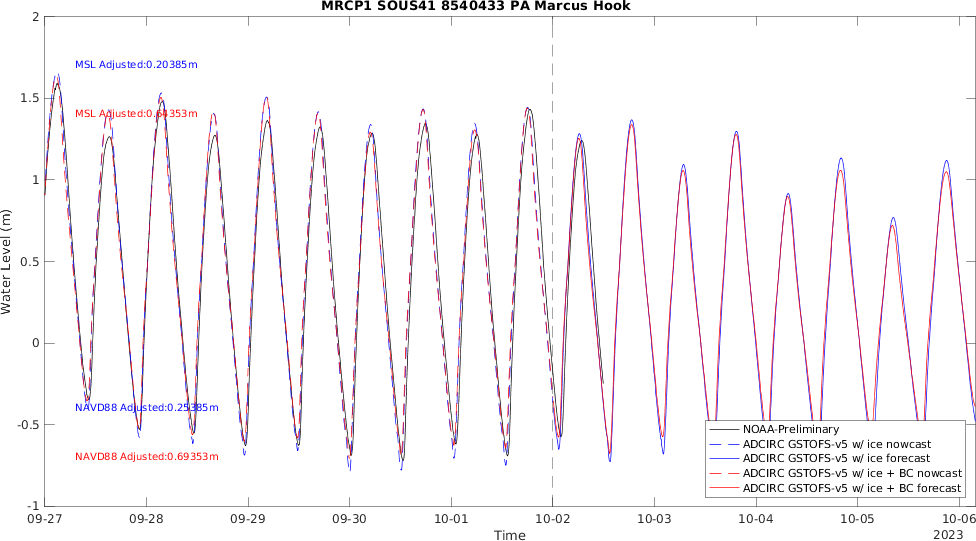 MRCP1 SOUS41 8540433 PA Marcus Hook
2
MSL Adjusted:0.20385m
1.5
MSL Adjusted:0.64353m
1
Water Level (m)
0.5
0
NAVD88 Adjusted:0.25385m
-0.5
NAVD88 Adjusted:0.69353m
NOAA-Preliminary
ADCIRC GSTOFS-v5 w/ ice nowcast
ADCIRC GSTOFS-v5 w/ ice forecast
ADCIRC GSTOFS-v5 w/ ice + BC nowcast
ADCIRC GSTOFS-v5 w/ ice + BC forecast
-1
09-27 09-28 09-29 09-30 10-01 10-02 10-03 10-04 10-05 10-06
Time
2023